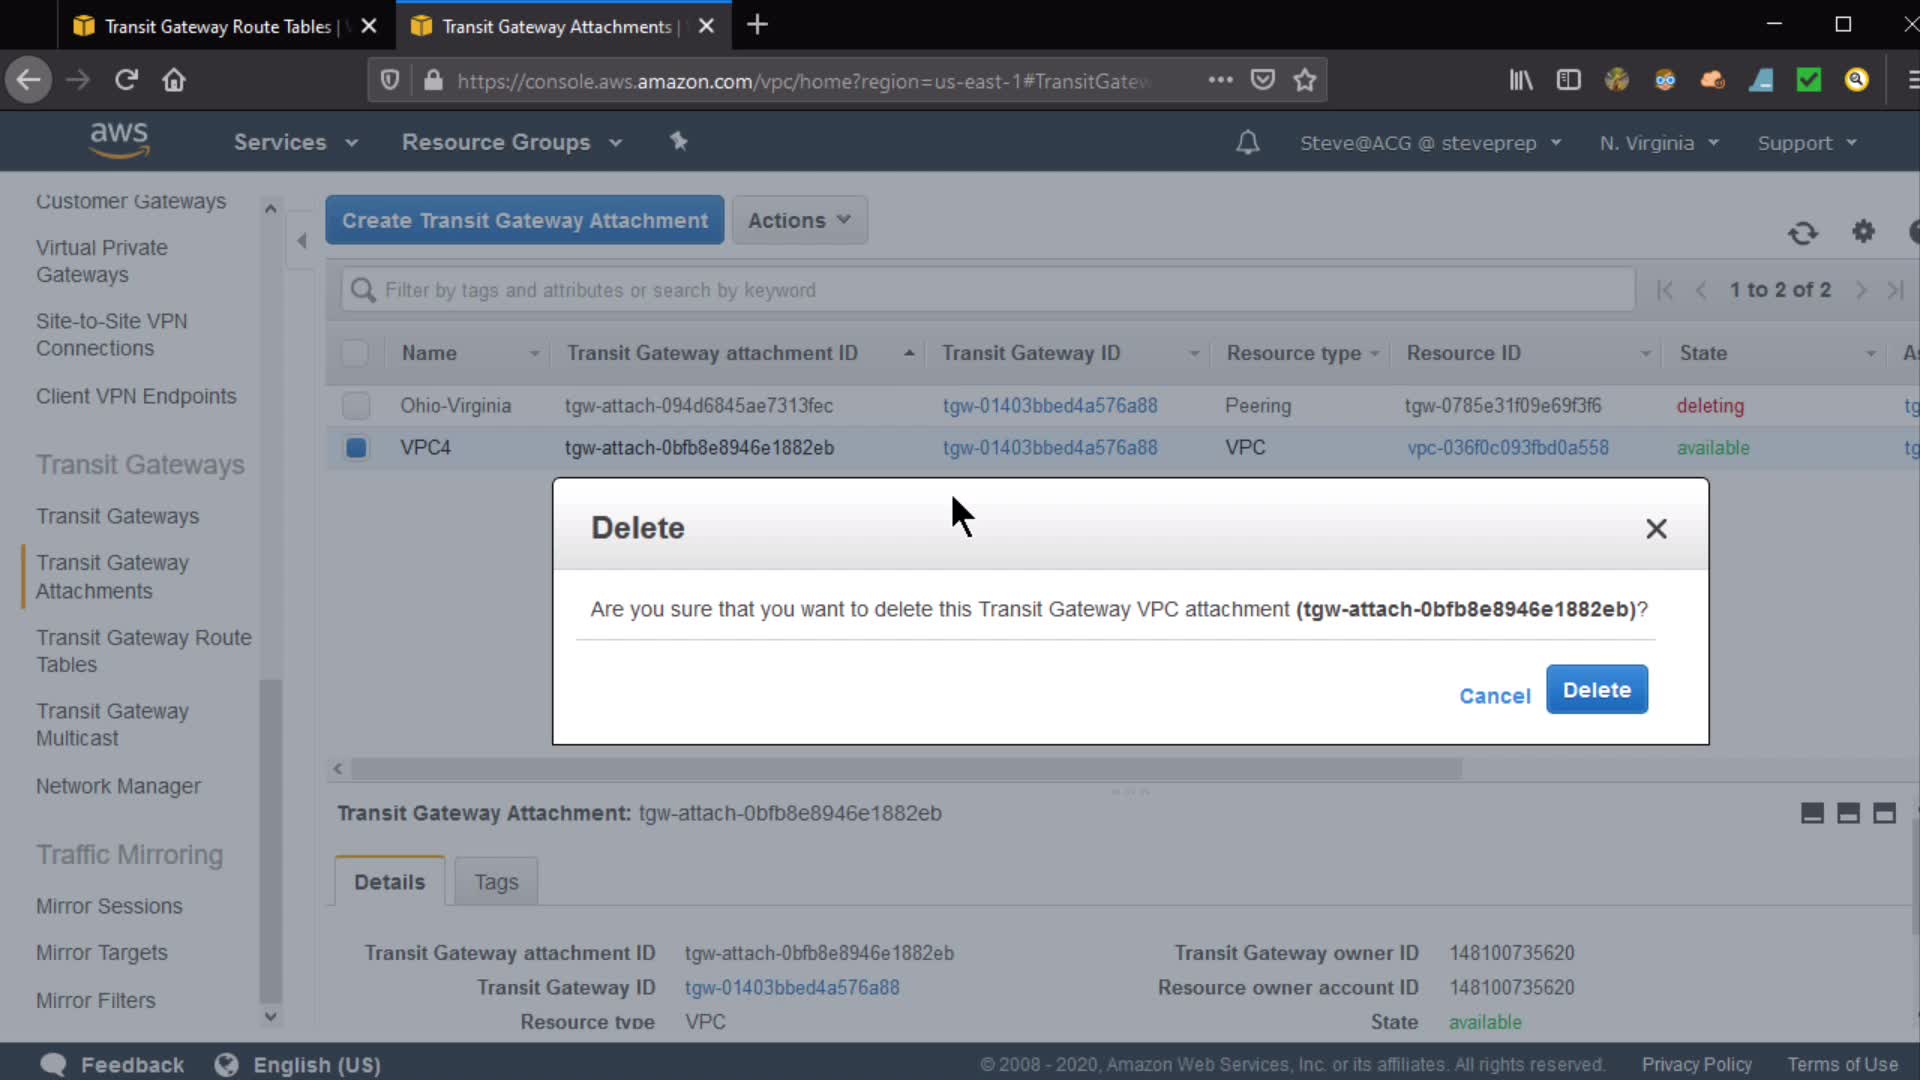 Transit Gateway Route Tables |
Transit Gateway Attachments |
https://console.aws.amazon.com/vpc/home?region=us-east-1#TransitGatew
aws
Services
Resource Groups
Steve@ACG @ steveprep
N. Virginia
Support
Customer Gateways
Virtual Private
Gateways
Site-to-Site VPN
Connections
Client VPN Endpoints
Transit Gateways
Transit Gateways
Transit Gateway
Attachments
Transit Gateway Route
Tables
Transit Gateway
Multicast
Network Manager
Traffic Mirroring
Mirror Sessions
Mirror Targets
Mirror Filters
Create Transit Gateway Attachment
Actions
Filter by tags and attributes or search by keyword
1 to 2 of 2
Name Transit Gateway attachment ID Transit Gateway ID Resource type Resource ID State
Ohio-Virginia tgw-attach-094d6845ae7313fec tgw-01403bbed4a576a88 Peering tgw-0785e31f09e69f3f6 deleting tg
VPC4 tgw-attach-0bfb8e8946e1882eb tgw-01403bbed4a576a88 VPC vpc-036f0c093fbd0a558 available tg
Delete
Are you sure that you want to delete this Transit Gateway VPC attachment (tgw-attach-0bfb8e8946e1882eb)?
Cancel
Delete
Transit Gateway Attachment: tgw-attach-0bfb8e8946e1882eb
Details
Tags
Transit Gateway attachment ID tgw-attach-0bfb8e8946e1882eb Transit Gateway owner ID 148100735620
Transit Gateway ID tgw-01403bbed4a576a88 Resource owner account ID 148100735620
Resource type VPC State available
Feedback
English (US)
© 2008 - 2020, Amazon Web Services, Inc. or its affiliates. All rights reserved.
Privacy Policy
Terms of Use